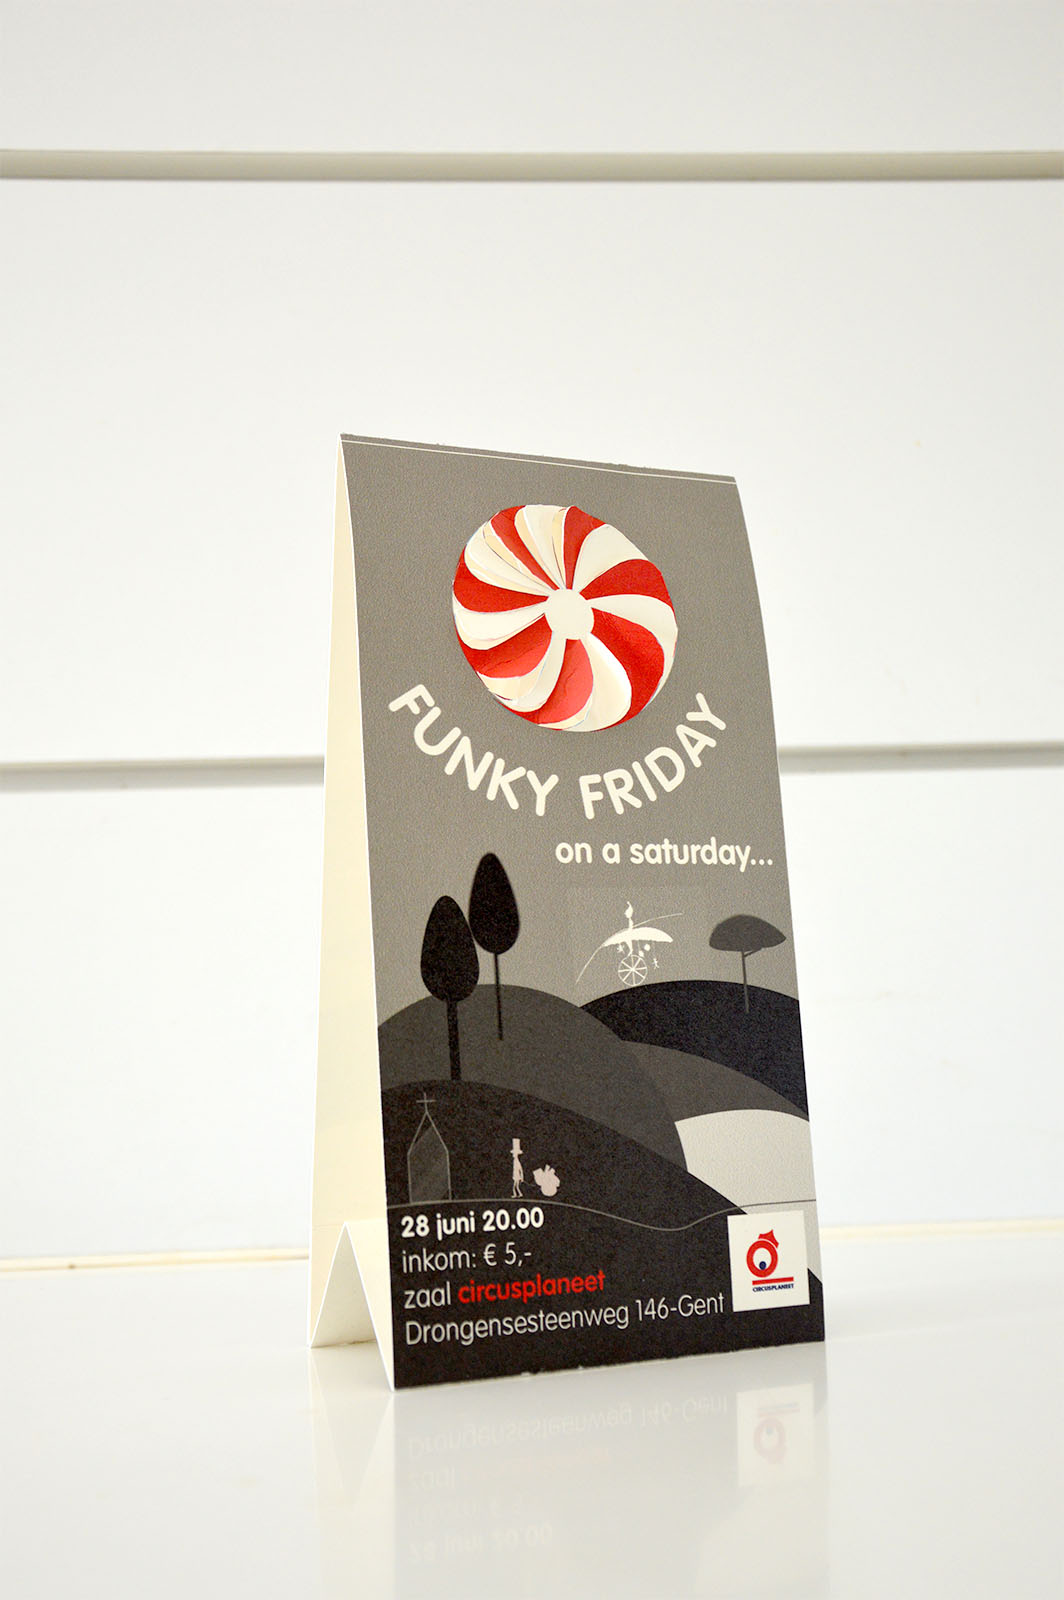 FUNKY FRIDAY
on a saturday...
28 juni 20.00
inkom: € 5,-
zaal circusplaneet
Drongensesteenweg 146-Gent
CIRCUSPLANEET